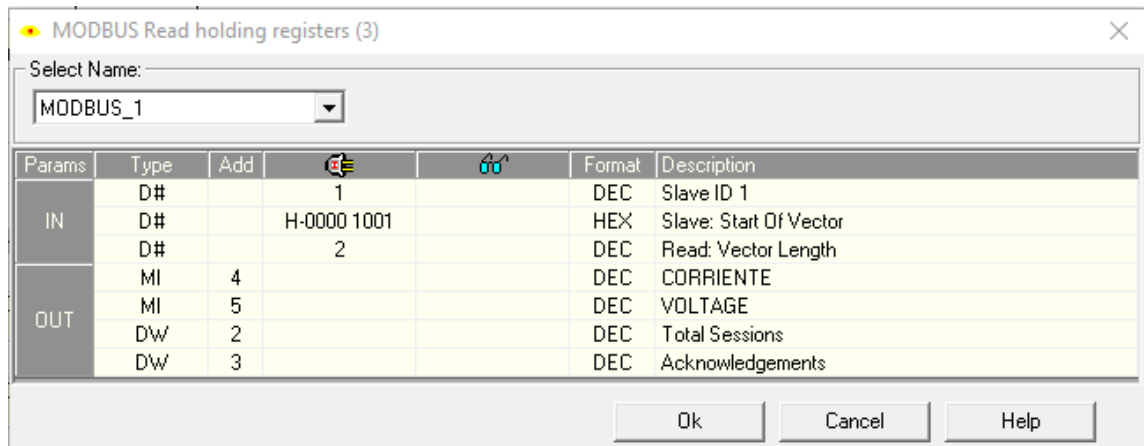 MODBUS Read holding registers (3)
Select Name:
MODBUS_1
Params Type Add Format Description
IN
D# 1 DEC Slave ID 1
D# H-0000 1001 HEX Slave: Start Of Vector
D# 2 DEC Read: Vector Length
OUT
MI 4 DEC CORRIENTE
MI 5 DEC VOLTAGE
DW 2 DEC Total Sessions
DW 3 DEC Acknowledgements
Ok Cancel Help